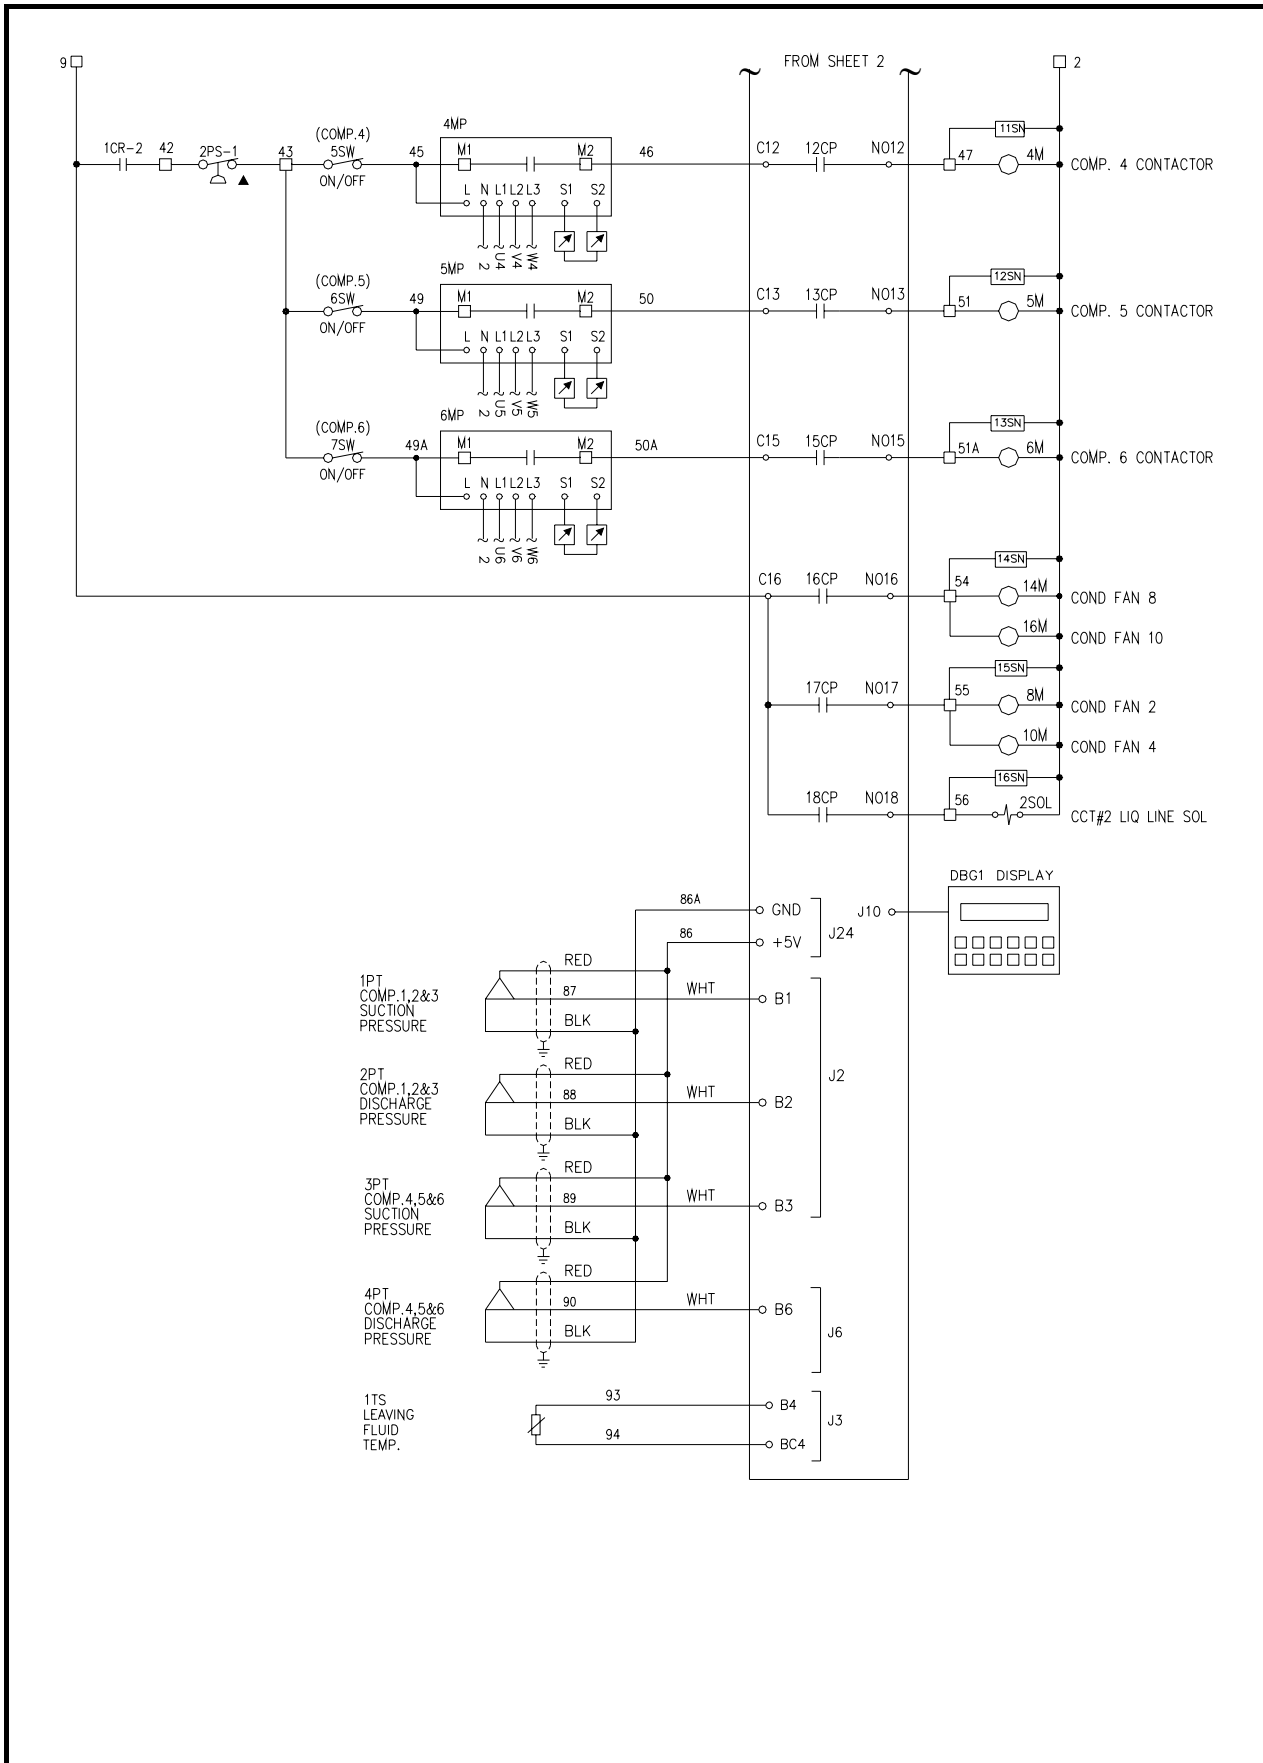 9 FROM SHEET 2 2
11SN
1CR-2 42 2PS-1 43 (COMP.4) 45 4MP 46 C12 12CP NO12 47 4M COMP. 4 CONTACTOR
5SW
ON/OFF
M1 M2
L N L1 L2 L3 S1 S2
2 U4 V4 W4
12SN
(COMP.5) 49 5MP 50 C13 13CP NO13 51 5M COMP. 5 CONTACTOR
6SW
ON/OFF
M1 M2
L N L1 L2 L3 S1 S2
2 U5 V5 W5
13SN
(COMP.6) 49A 6MP 50A C15 15CP NO15 51A 6M COMP. 6 CONTACTOR
7SW
ON/OFF
M1 M2
L N L1 L2 L3 S1 S2
2 U6 V6 W6
14SN
C16 16CP NO16 54 14M COND FAN 8
16M COND FAN 10
15SN
17CP NO17 55 8M COND FAN 2
10M COND FAN 4
16SN
18CP NO18 56 2SOL CCT#2 LIQ LINE SOL
DBG1 DISPLAY
86A GND J10
J24
86 +5V
1PT
COMP.1,2&3
SUCTION
PRESSURE
RED
87 WHT B1
BLK
J2
2PT
COMP.1,2&3
DISCHARGE
PRESSURE
RED
88 WHT B2
BLK
3PT
COMP.4,5&6
SUCTION
PRESSURE
RED
89 WHT B3
BLK
4PT
COMP.4,5&6
DISCHARGE
PRESSURE
RED
90 WHT B6
BLK
J6
1TS
LEAVING
FLUID
TEMP.
93 B4
J3
94 BC4